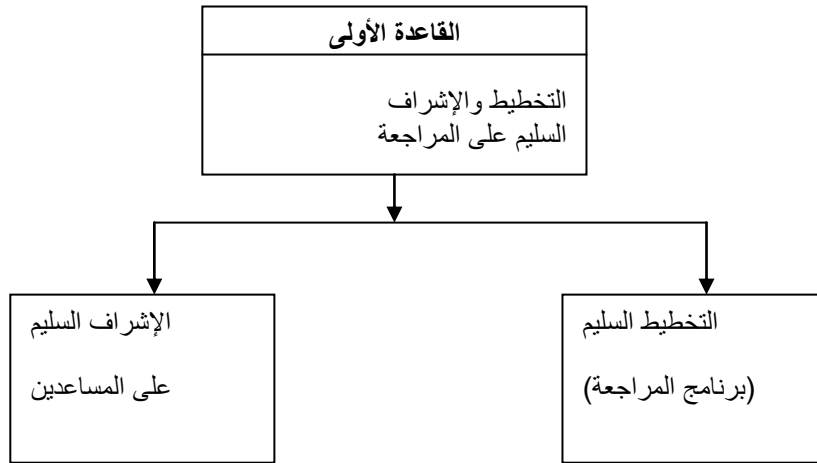 القاعدة الأولى
التخطيط والإشراف
السليم على المراجعة
التخطيط السليم
(برنامج المراجعة)
الإشراف السليم
على المساعدين